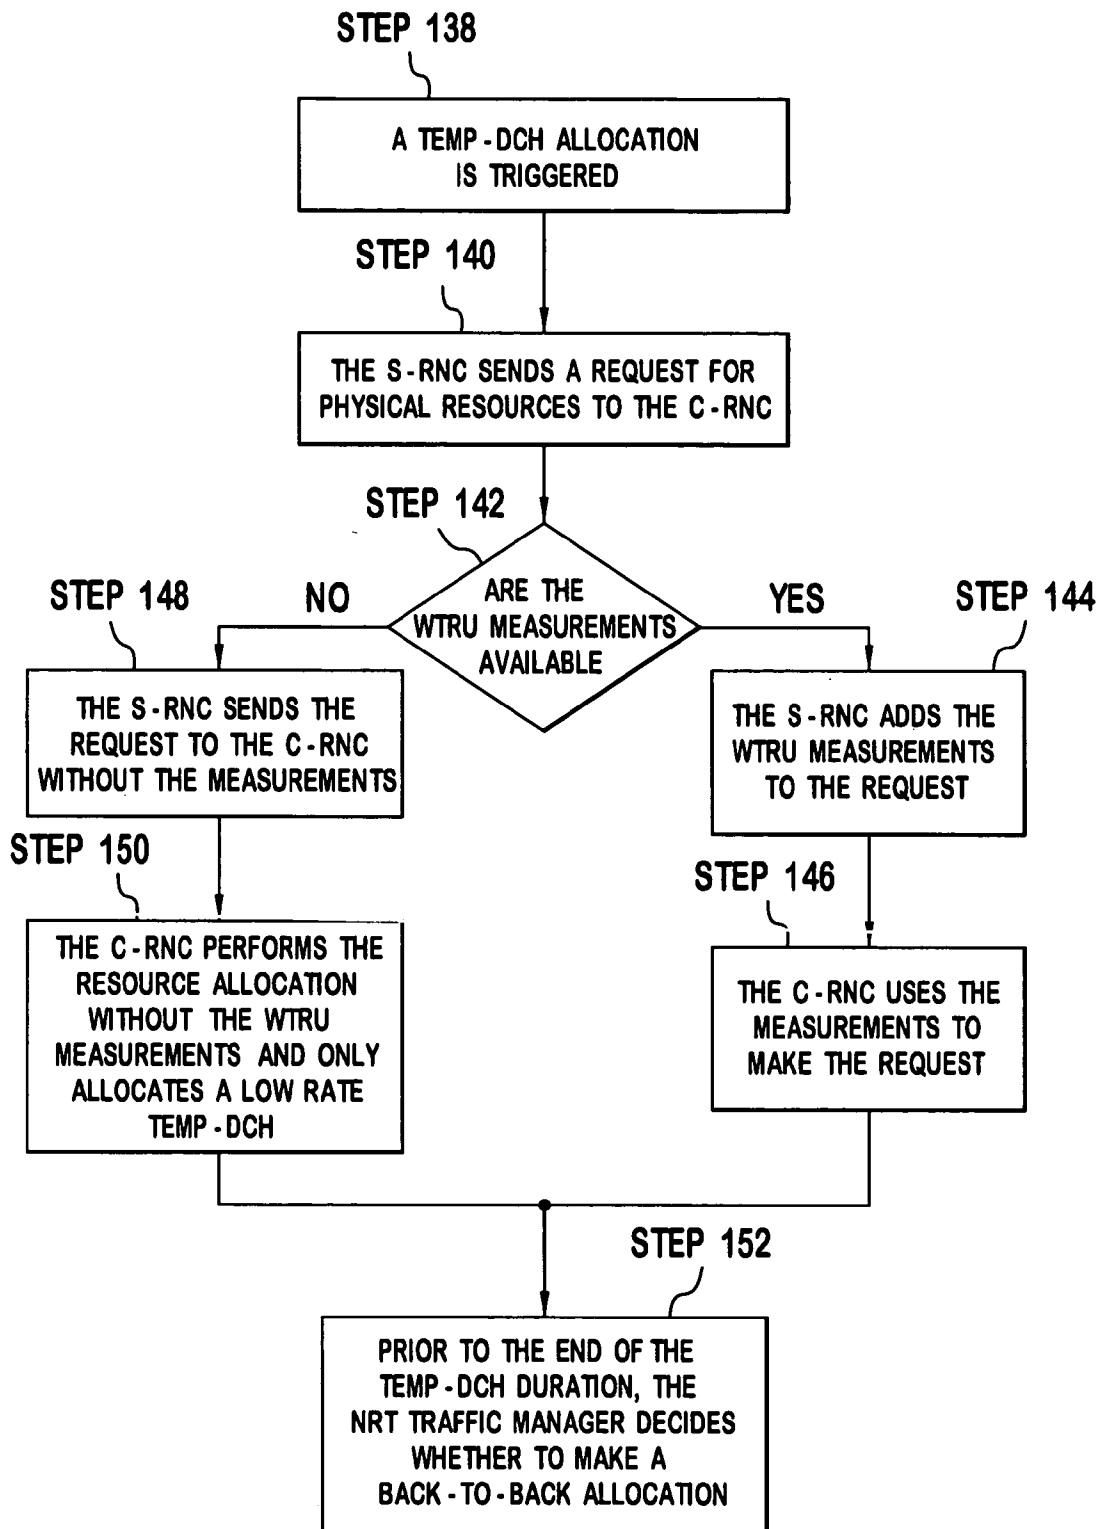 STEP 138
A TEMP-DCH ALLOCATION
IS TRIGGERED
STEP 140
THE S-RNC SENDS A REQUEST FOR
PHYSICAL RESOURCES TO THE C-RNC
STEP 142
ARE THE
WTRU MEASUREMENTS
AVAILABLE
NO
YES
STEP 148
THE S-RNC SENDS THE
REQUEST TO THE C-RNC
WITHOUT THE MEASUREMENTS
STEP 144
THE S-RNC ADDS THE
WTRU MEASUREMENTS
TO THE REQUEST
STEP 150
THE C-RNC PERFORMS THE
RESOURCE ALLOCATION
WITHOUT THE WTRU
MEASUREMENTS AND ONLY
ALLOCATES A LOW RATE
TEMP-DCH
STEP 146
THE C-RNC USES THE
MEASUREMENTS TO
MAKE THE REQUEST
STEP 152
PRIOR TO THE END OF THE
TEMP-DCH DURATION, THE
NRT TRAFFIC MANAGER DECIDES
WHETHER TO MAKE A
BACK-TO-BACK ALLOCATION